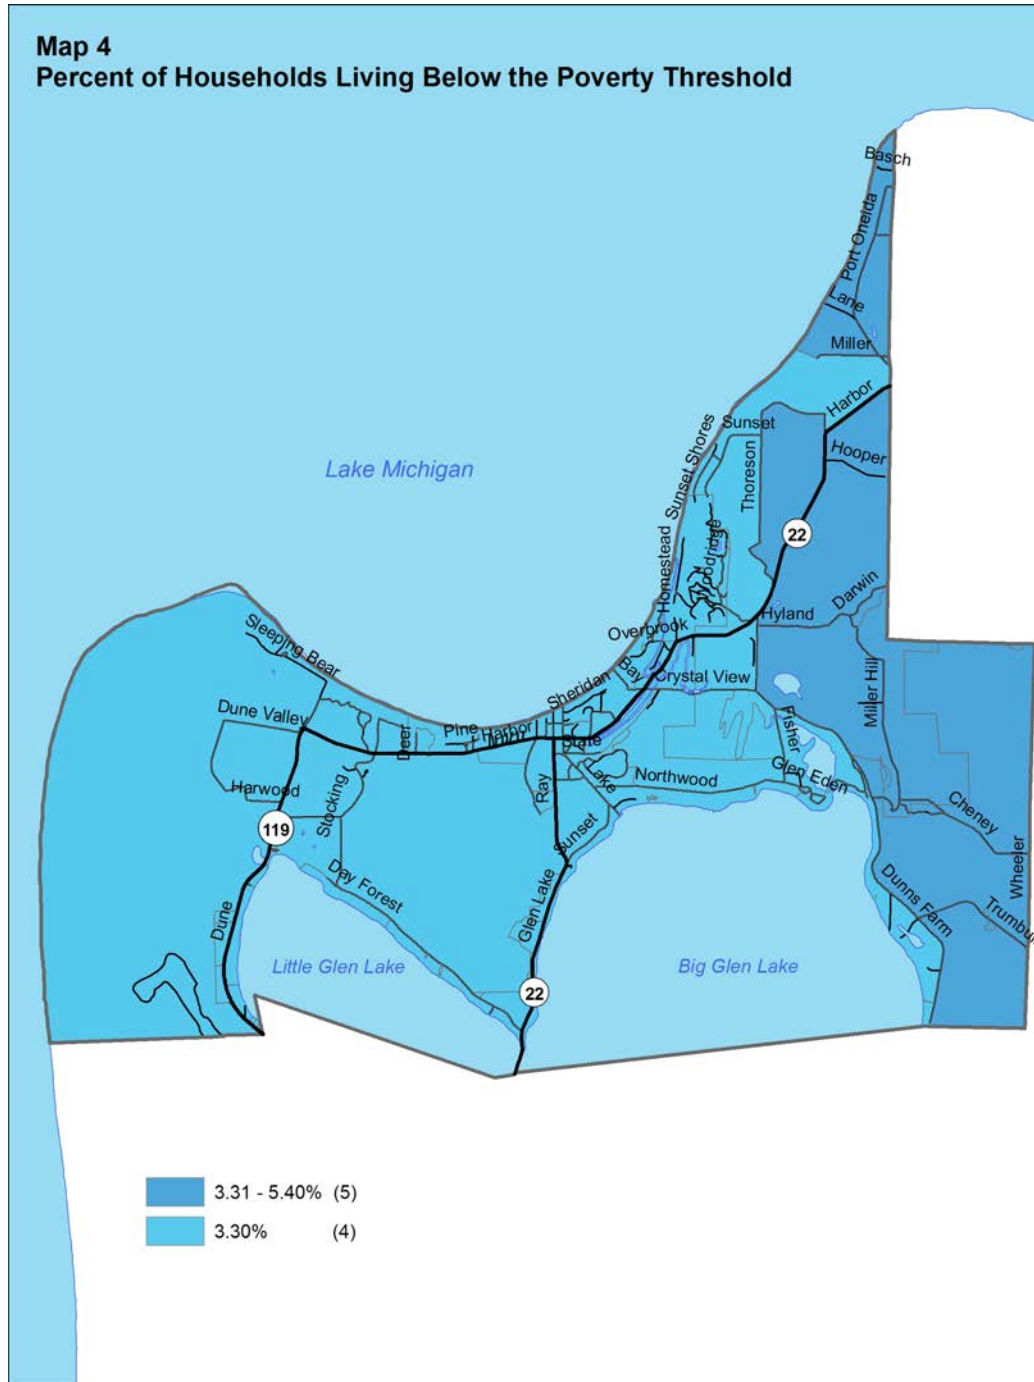 Map 4
Percent of Households Living Below the Poverty Threshold
Basch
Port Oneida
Lane
Miller
Harbor
Sunset
Hooper
Sunset Shores
Thoreson
Lake Michigan
22
Woodridge
Homestead
Darwin
Hyland
Overbrook
Sleeping Bear
Bay
Crystal View
Sheridan
Miller Hill
Dune Valley
Fisher
Pine
Harbor
Deer
State
Glen Eden
Northwood
Lake
Ray
Harwood
Stocking
Cheney
119
Sunset
Wheeler
Day Forest
Dunns Farm
Glen Lake
Trumbu
Dune
Little Glen Lake
Big Glen Lake
22
3.31 - 5.40% (5)
3.30% (4)